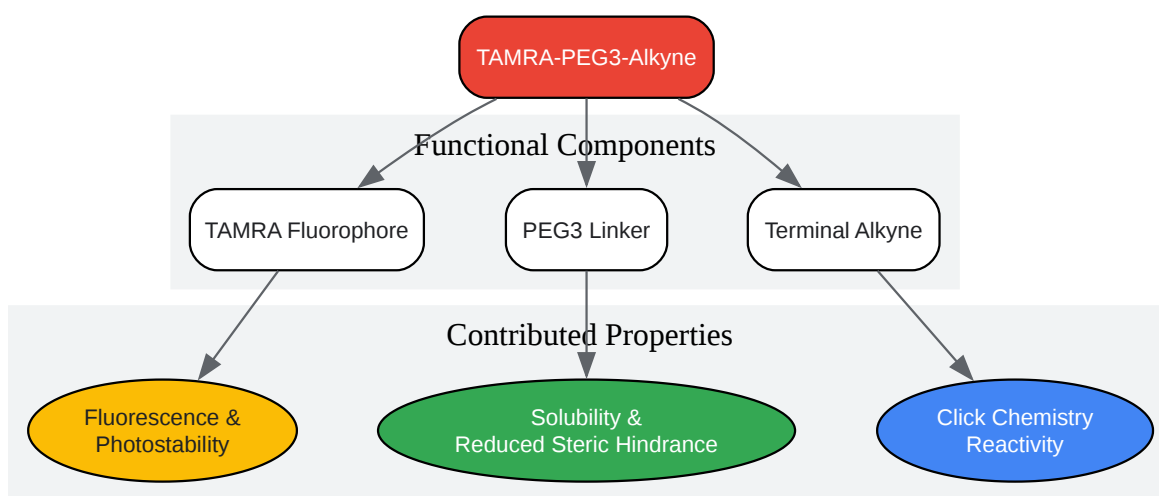 TAMRA-PEG3-Alkyne
Functional Components
TAMRA Fluorophore
PEG3 Linker
Terminal Alkyne
Contributed Properties
Fluorescence &
Photostability
Solubility &
Reduced Steric Hindrance
Click Chemistry
Reactivity